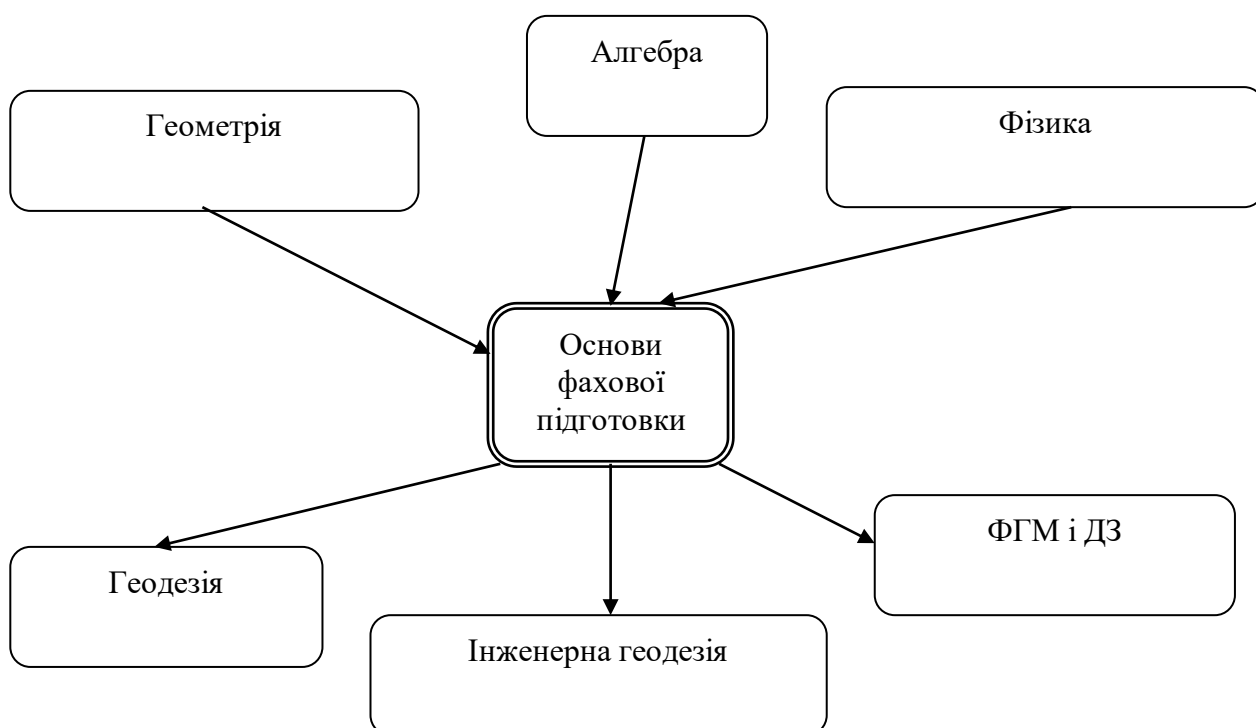 Алгебра
Геометрія
Фізика
Основи
фахової
підготовки
ФГМ і ДЗ
Геодезія
Інженерна геодезія